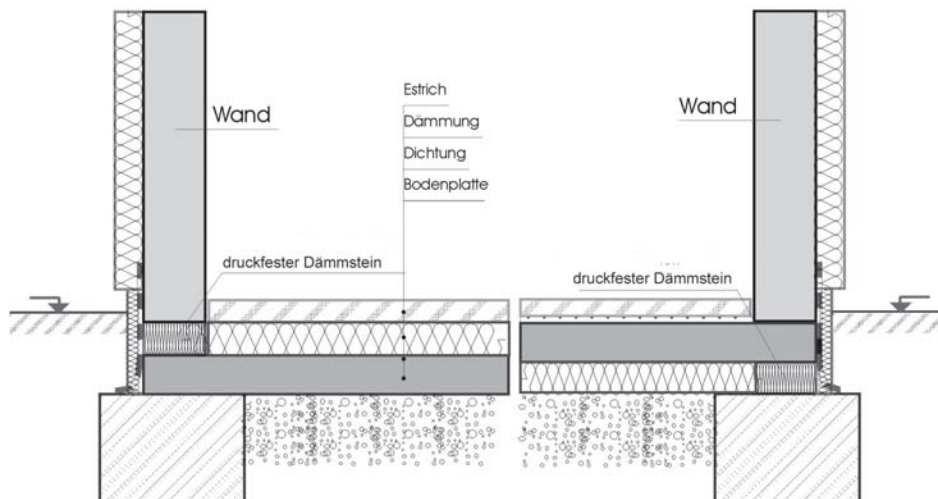 Wand
Estrich
Dämmung
Dichtung
Bodenplatte
Wand
druckfester Dämmstein
druckfester Dämmstein